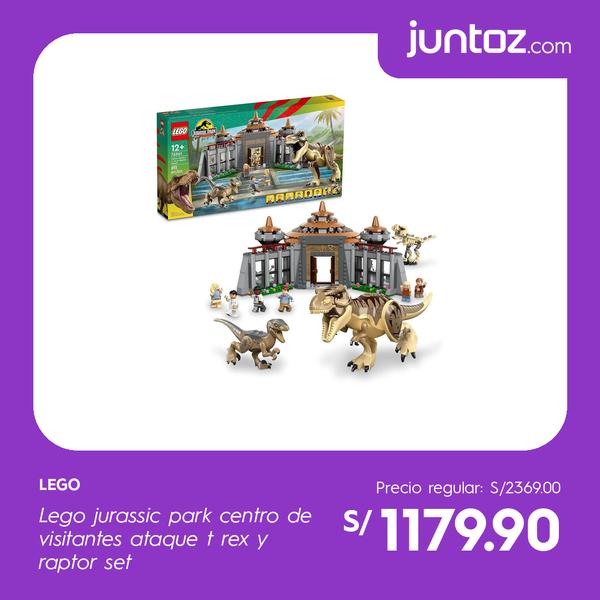 juntoz.com
LEGO
JURASSIC PARK
12+
LEGO
Precio regular: S/2369.00
Lego jurassic park centro de
visitantes ataque t rex y
raptor set
S/1179.90